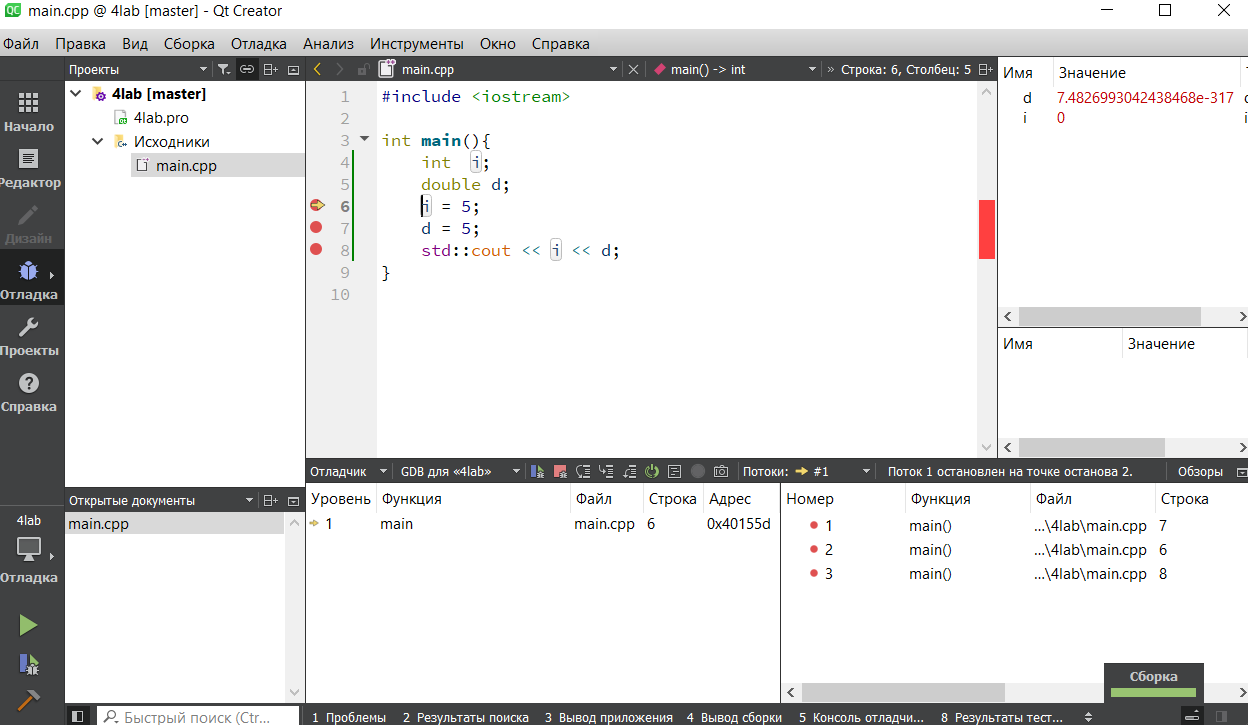 main.cpp @ 4lab [master] - Qt Creator
Файл Правка Вид Сборка Отладка Анализ Инструменты Окно Справка
Проекты
main.cpp
main() -> int
» Строка: 6, Столбец: 5
Начало
Редактор
Дизайн
Отладка
Проекты
Справка
4lab [master]
4lab.pro
Исходники
main.cpp
1 #include <iostream>
2
3 int main(){
4 int i;
5 double d;
6 i = 5;
7 d = 5;
8 std::cout << i << d;
9 }
10
Имя Значение
d 7.4826993042438468e-317
i 0
Имя Значение
Отладчик GDB для «4lab» Потоки: #1 Поток 1 остановлен на точке останова 2. Обзоры
Открытые документы
main.cpp
Уровень Функция Файл Строка Адрес
1 main main.cpp 6 0x40155d
Номер Функция Файл Строка
1 main() ...\4lab\main.cpp 7
2 main() ...\4lab\main.cpp 6
3 main() ...\4lab\main.cpp 8
4lab
Отладка
Сборка
Быстрый поиск (Ctr...
1 Проблемы 2 Результаты поиска 3 Вывод приложения 4 Вывод сборки 5 Консоль отладчи... 8 Результаты тест...